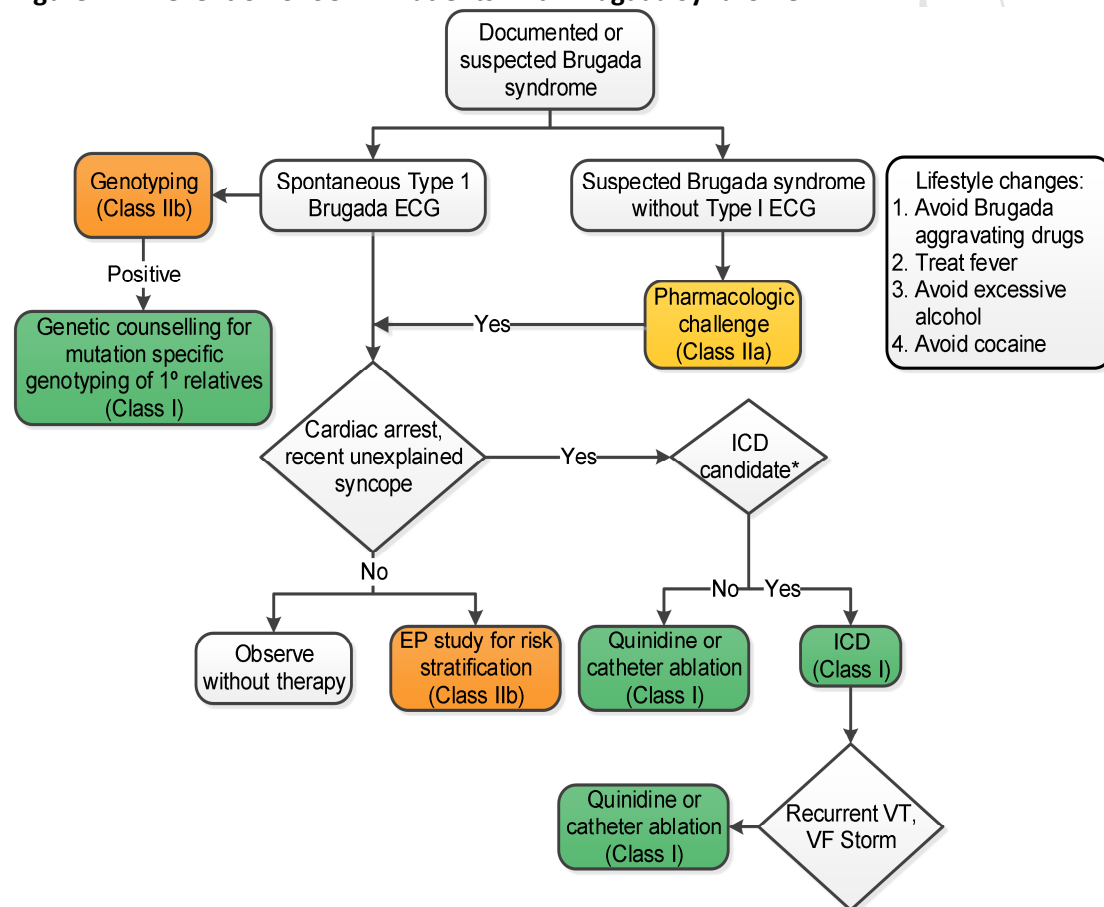 Documented or
suspected Brugada
syndrome
Genotyping
(Class IIb)
Spontaneous Type 1
Brugada ECG
Suspected Brugada syndrome
without Type I ECG
Lifestyle changes:
1. Avoid Brugada
aggravating drugs
2. Treat fever
3. Avoid excessive
alcohol
4. Avoid cocaine
Positive
Pharmacologic
challenge
(Class IIa)
Yes
Genetic counselling for
mutation specific
genotyping of 1º relatives
(Class I)
Cardiac arrest,
recent unexplained
syncope
Yes
ICD
candidate*
No
No
Yes
Observe
without therapy
EP study for risk
stratification
(Class IIb)
Quinidine or
catheter ablation
(Class I)
ICD
(Class I)
Recurrent VT,
VF Storm
Quinidine or
catheter ablation
(Class I)